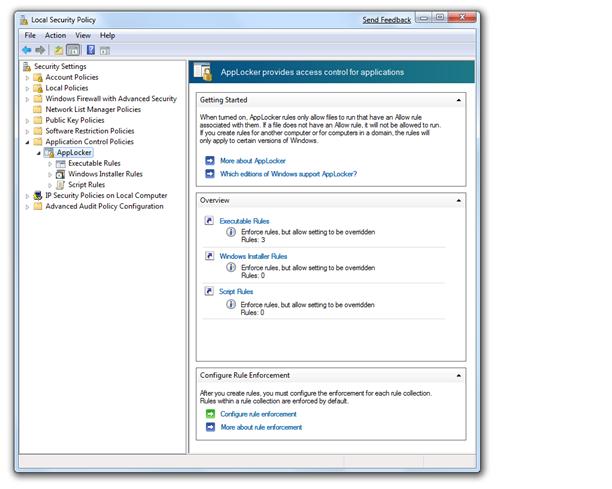 Local Security Policy
Send Feedback
File Action View Help
Security Settings
Account Policies
Local Policies
Windows Firewall with Advanced Security
Network List Manager Policies
Public Key Policies
Software Restriction Policies
Application Control Policies
AppLocker
Executable Rules
Windows Installer Rules
Script Rules
IP Security Policies on Local Computer
Advanced Audit Policy Configuration
AppLocker provides access control for applications
Getting Started
When turned on, AppLocker rules only allow files to run that have an Allow rule
associated with them. If a file does not have an Allow rule, it will not be allowed to run.
If you create rules for another computer or for computers in a domain, the rules will
only apply to certain versions of Windows.
More about AppLocker
Which editions of Windows support AppLocker?
Overview
Executable Rules
Enforce rules, but allow setting to be overridden
Rules: 3
Windows Installer Rules
Enforce rules, but allow setting to be overridden
Rules: 0
Script Rules
Enforce rules, but allow setting to be overridden
Rules: 0
Configure Rule Enforcement
After you create rules, you must configure the enforcement for each rule collection.
Rules within a rule collection are enforced by default.
Configure rule enforcement
More about rule enforcement